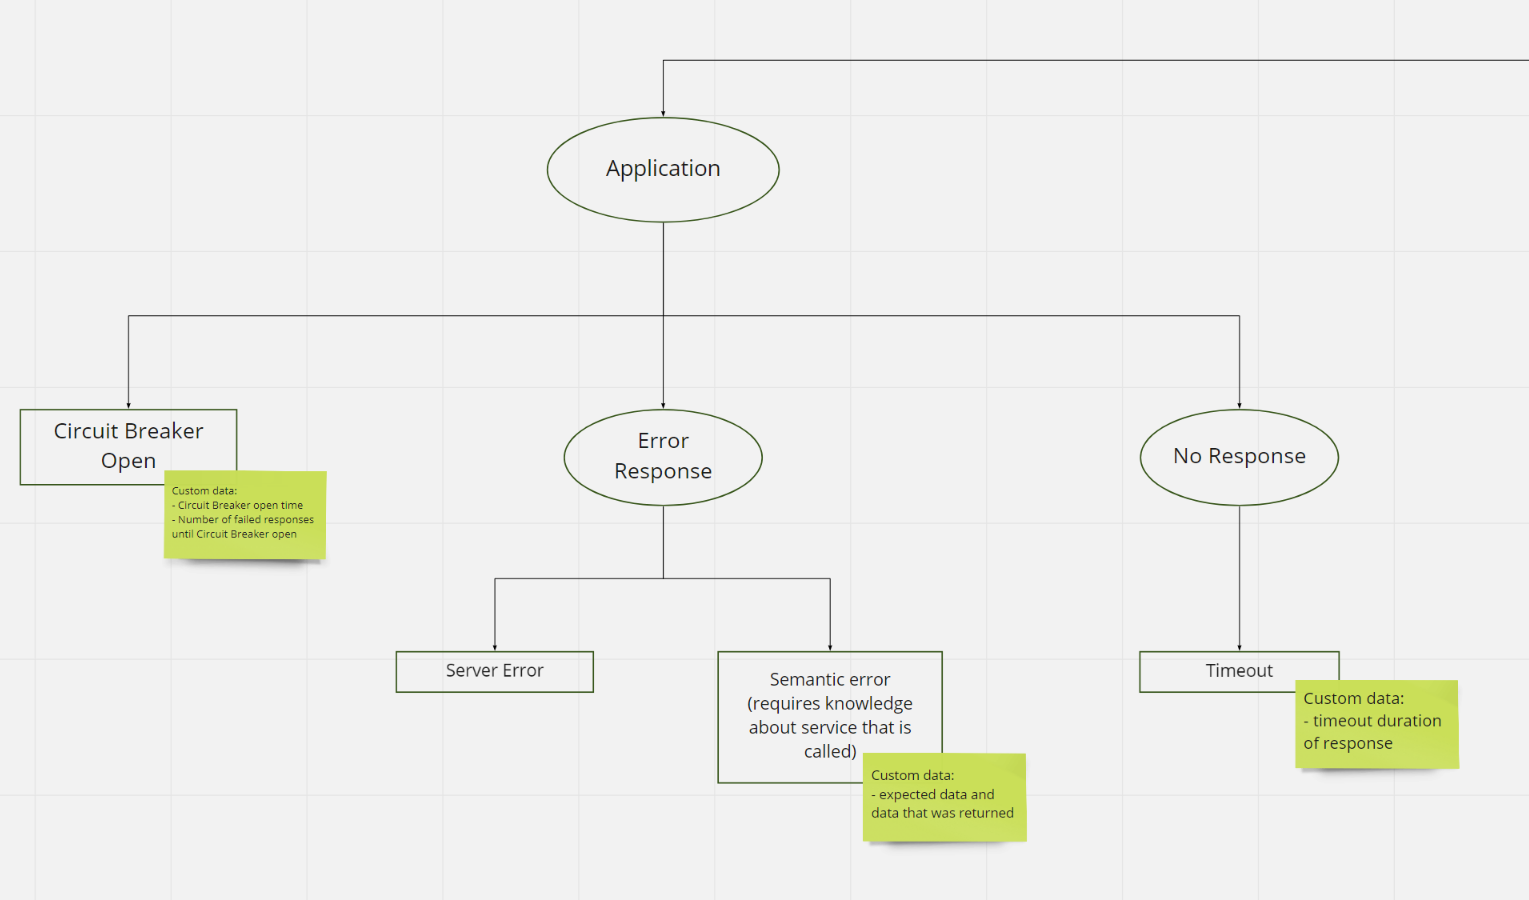 Application
Circuit Breaker
Open
Custom data:
- Circuit Breaker open time
- Number of failed responses
until Circuit Breaker open
Error
Response
No Response
Server Error
Semantic error
(requires knowledge
about service that is
called)
Custom data:
- expected data and
data that was returned
Timeout
Custom data:
- timeout duration
of response